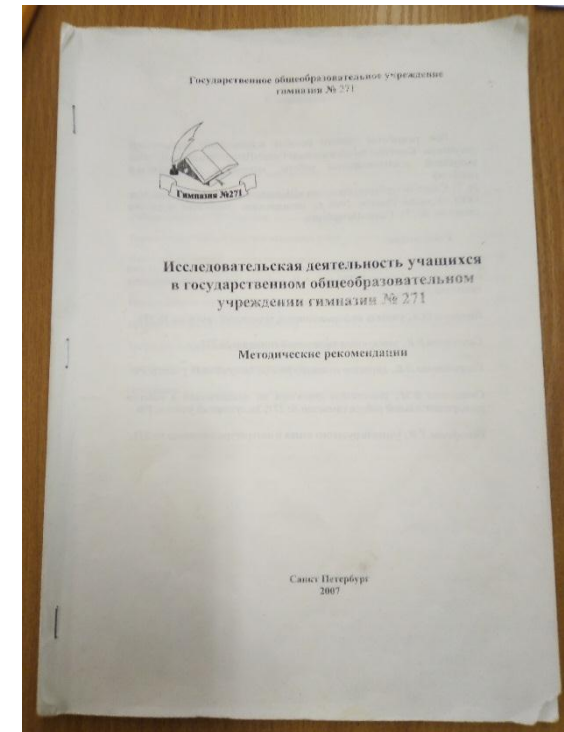 Государственное общеобразовательное учреждение
гимназия № 271
Гимназия №271
Исследовательская деятельность учащихся
в государственном общеобразовательном
учреждении гимназия № 271
Методические рекомендации
Санкт Петербург
2007